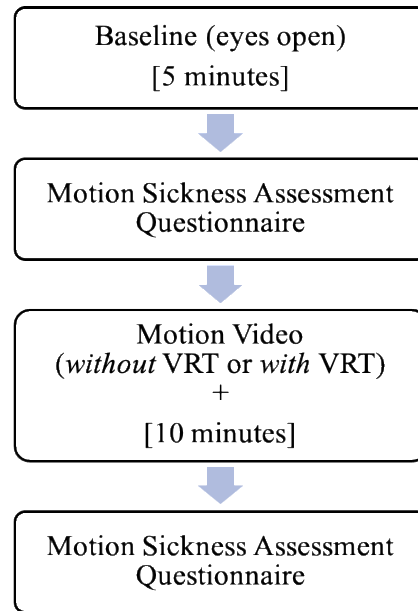 Baseline (eyes open)
[5 minutes]
Motion Sickness Assessment
Questionnaire
Motion Video
(without VRT or with VRT)
+
[10 minutes]
Motion Sickness Assessment
Questionnaire